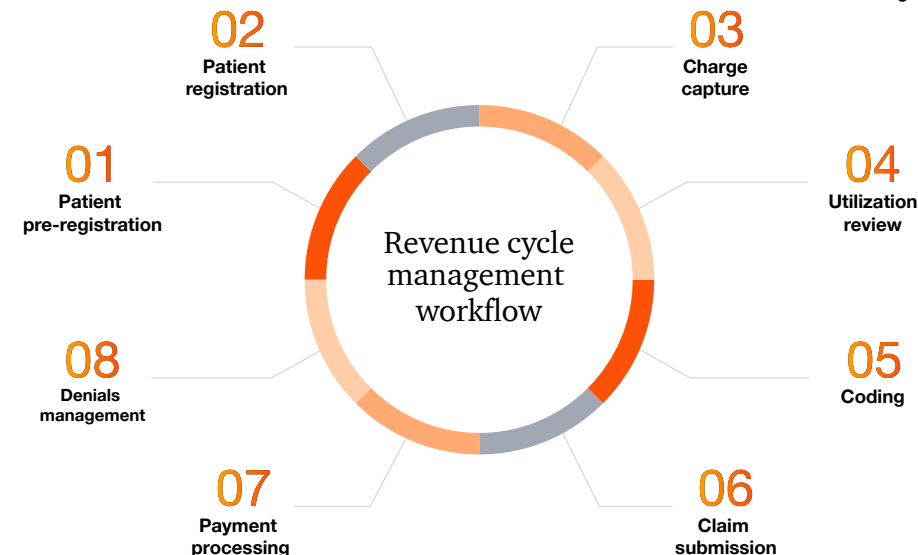 02
Patient
registration
03
Charge
capture
01
Patient
pre-registration
04
Utilization
review
Revenue cycle
management
workflow
08
Denials
management
05
Coding
07
Payment
processing
06
Claim
submission